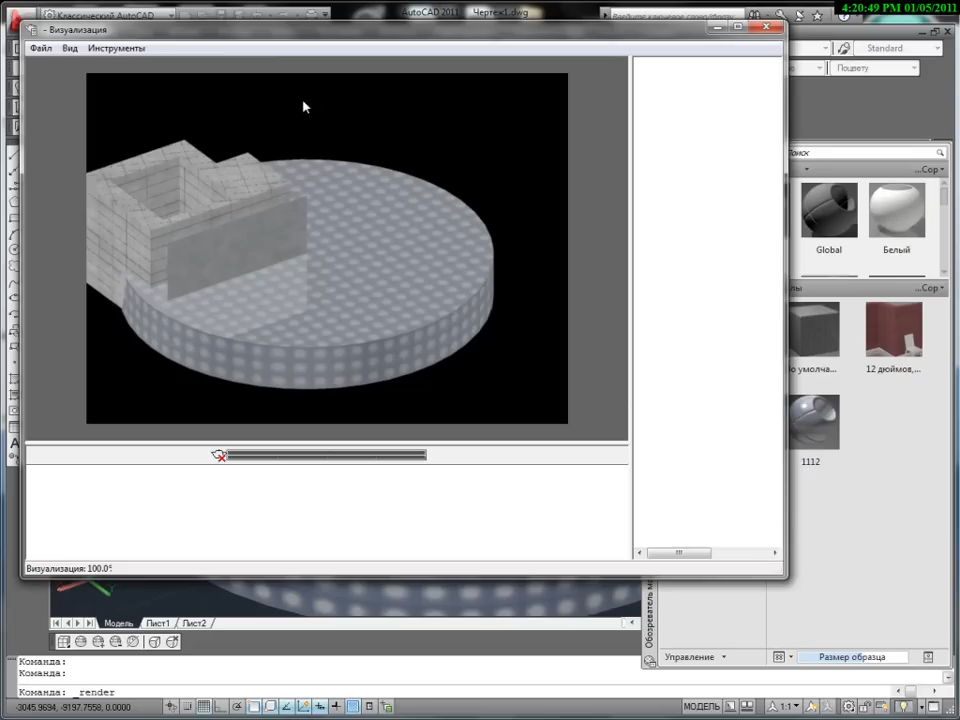 4:20:49 PM 01/05/2011
Классический AutoCAD
AutoCAD 2011
Чертеж1.dwg
- Визуализация
Файл
Вид
Инструменты
Standard
Поцвету
Поиск
...Сор
Global
Белый
...Сор
12 дюймов,...
1112
Визуализация: 100.0%
Модель
Лист1
Лист2
Управление
Размер образца
Команда:
Команда:
Команда: _render
-3045.9694, -9197.7558, 0.0000
МОДЕЛЬ
1:1